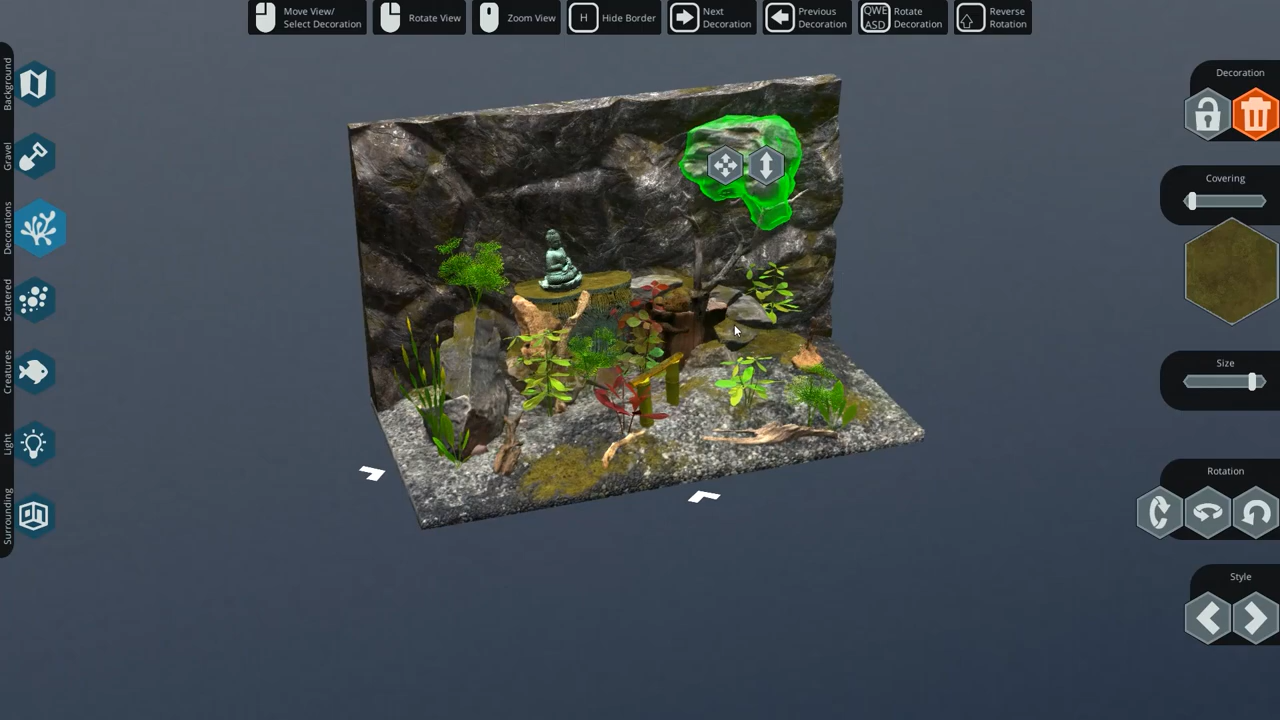 Move View/
Select Decoration
Rotate View
Zoom View
H
Hide Border
Next
Decoration
Previous
Decoration
QWE
ASD
Rotate
Decoration
Reverse
Rotation
Background
Gravel
Decorations
Scattered
Creatures
Light
Surrounding
Decoration
Covering
Size
Rotation
Style